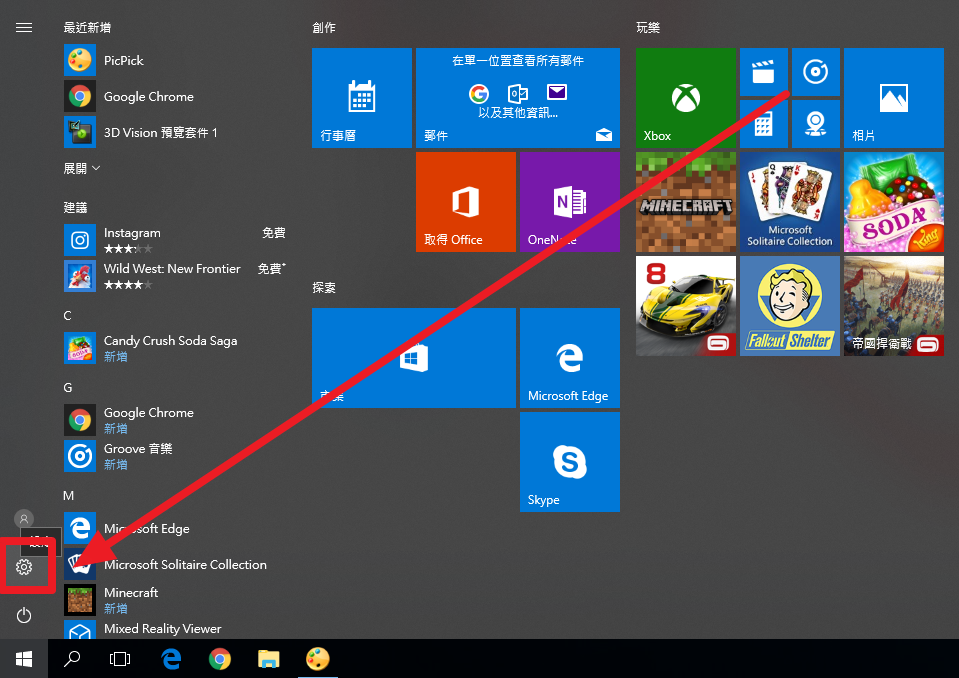 最近新增
PicPick
Google Chrome
3D Vision 預覽套件 1
展開
建議
Instagram
免費
Wild West: New Frontier
免費*
C
Candy Crush Soda Saga
新增
G
Google Chrome
新增
Groove 音樂
新增
M
Microsoft Edge
Microsoft Solitaire Collection
Minecraft
新增
Mixed Reality Viewer
創作
行事曆
在單一位置查看所有郵件
以及其他資訊...
郵件
取得 Office
OneNote
探索
Microsoft Edge
Skype
玩樂
Xbox
相片
MINECRAFT
Microsoft
Solitaire Collection
SODA
King
8
Fallout Shelter
帝國捍衛戰